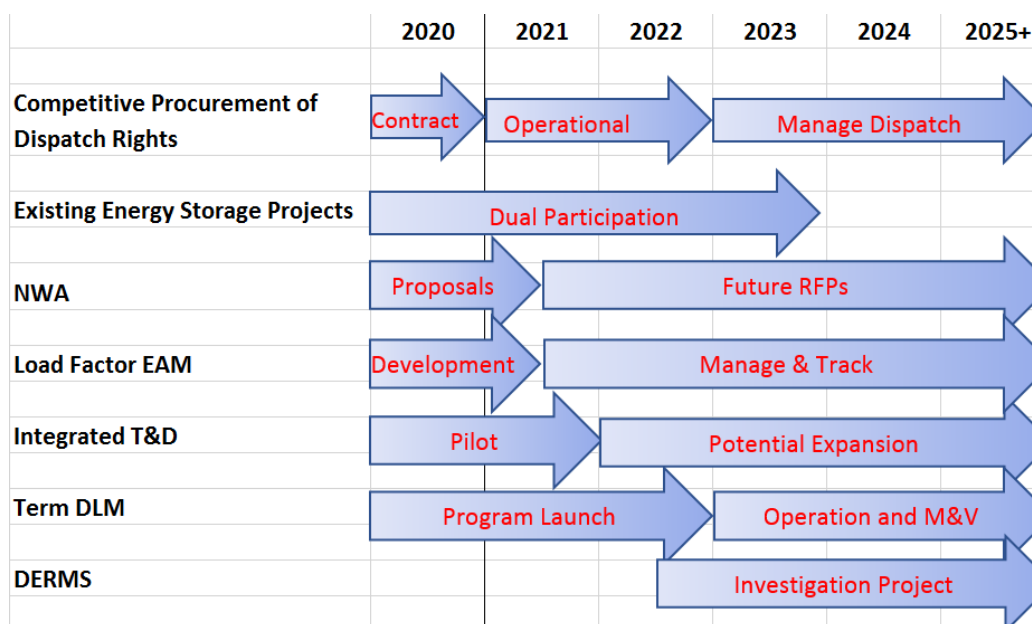 2020 2021 2022 2023 2024 2025+
Competitive Procurement of
Dispatch Rights
Contract Operational Manage Dispatch
Existing Energy Storage Projects Dual Participation
NWA Proposals Future RFPs
Load Factor EAM Development Manage & Track
Integrated T&D Pilot Potential Expansion
Term DLM Program Launch Operation and M&V
DERMS Investigation Project